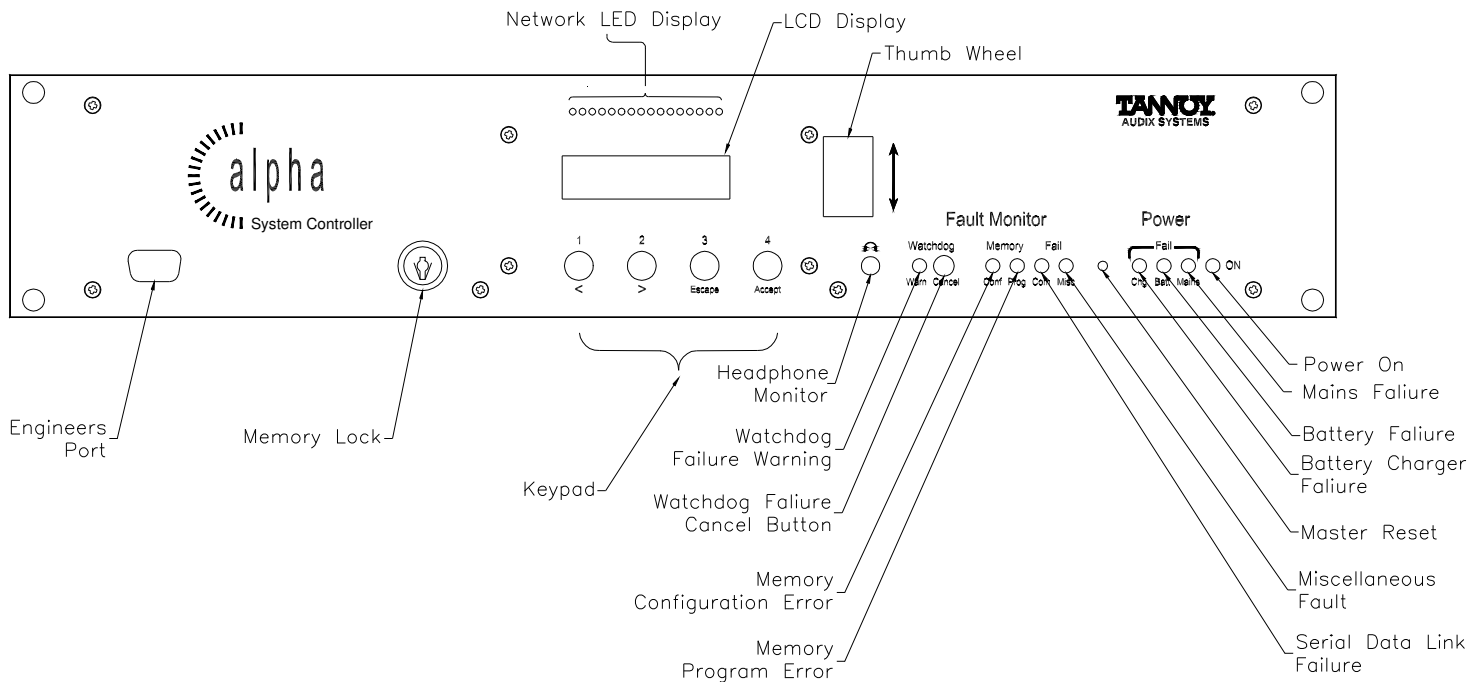 Network LED Display
LCD Display
Thumb Wheel
TANNOY
AUDIX SYSTEMS
alpha
System Controller
Fault Monitor
Power
1 2 3 4
< > Escape Accept
Watchdog
Warn Cancel
Memory
Conf Prog
Fail
Com Misc
Fail
Chg Batt Mains
ON
Engineers
Port
Memory Lock
Keypad
Headphone
Monitor
Watchdog
Failure Warning
Watchdog Faliure
Cancel Button
Memory
Configuration Error
Memory
Program Error
Power On
Mains Faliure
Battery Faliure
Battery Charger
Faliure
Master Reset
Miscellaneous
Fault
Serial Data Link
Failure